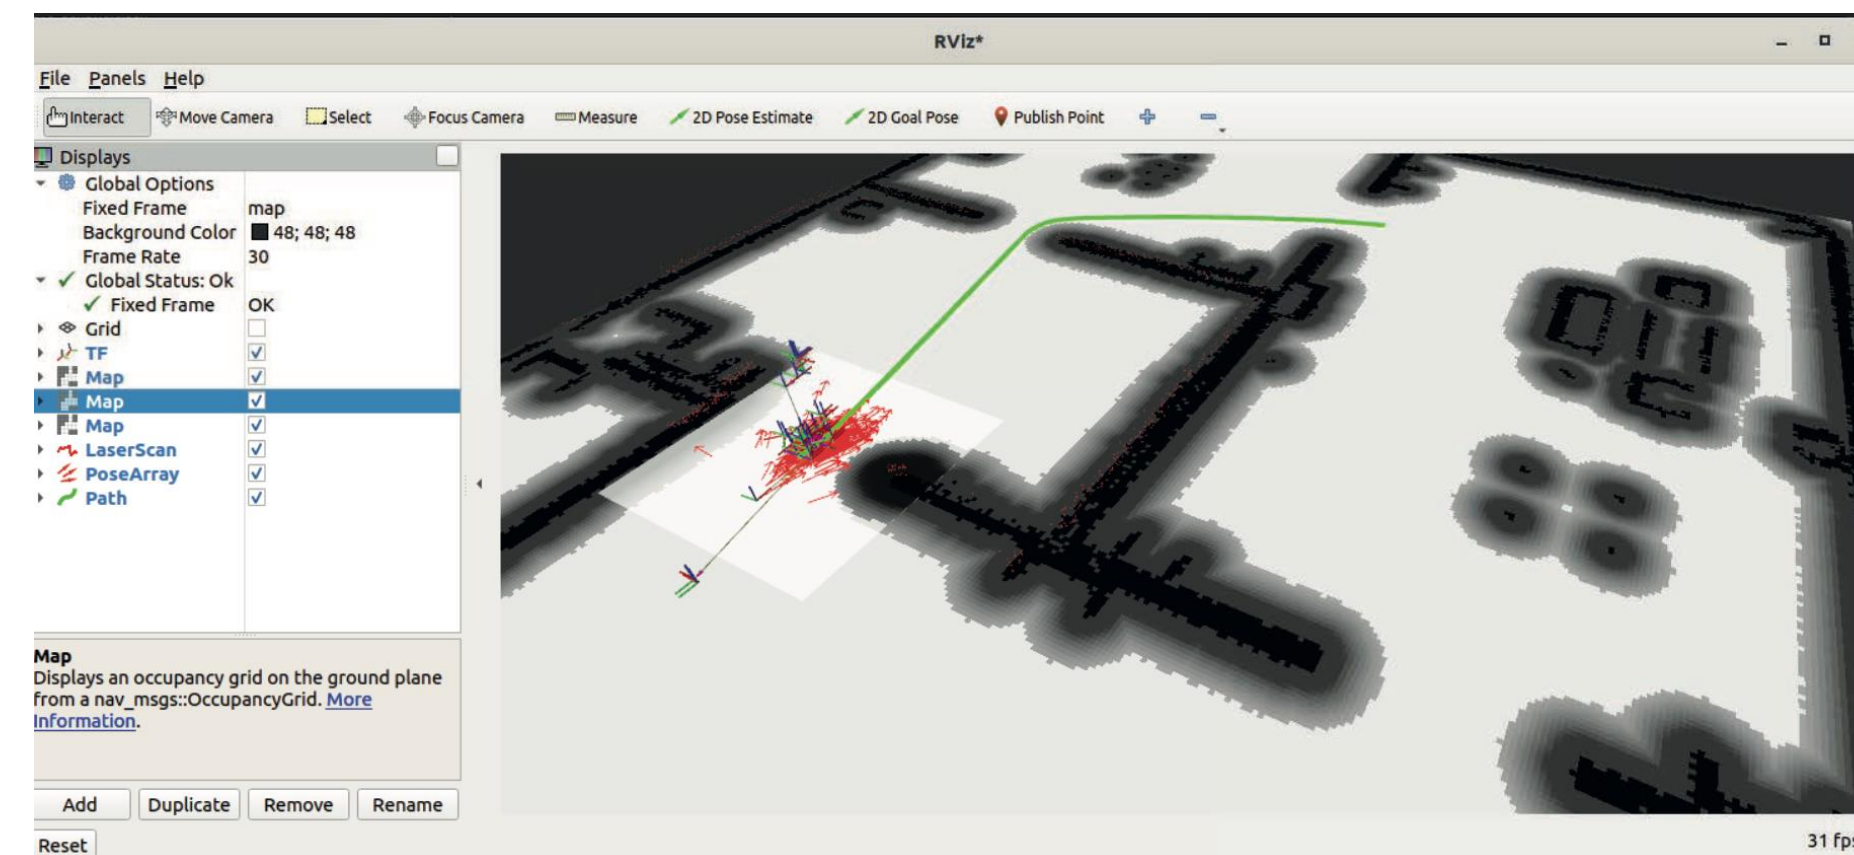 RViz*
File Panels Help
Interact Move Camera Select Focus Camera Measure 2D Pose Estimate 2D Goal Pose Publish Point
Displays
Global Options
Fixed Frame map
Background Color 48; 48; 48
Frame Rate 30
Global Status: Ok
Fixed Frame OK
Grid
TF
Map
Map
Map
LaserScan
PoseArray
Path
Map
Displays an occupancy grid on the ground plane
from a nav_msgs::OccupancyGrid. More
Information.
Add Duplicate Remove Rename
Reset
31 fps